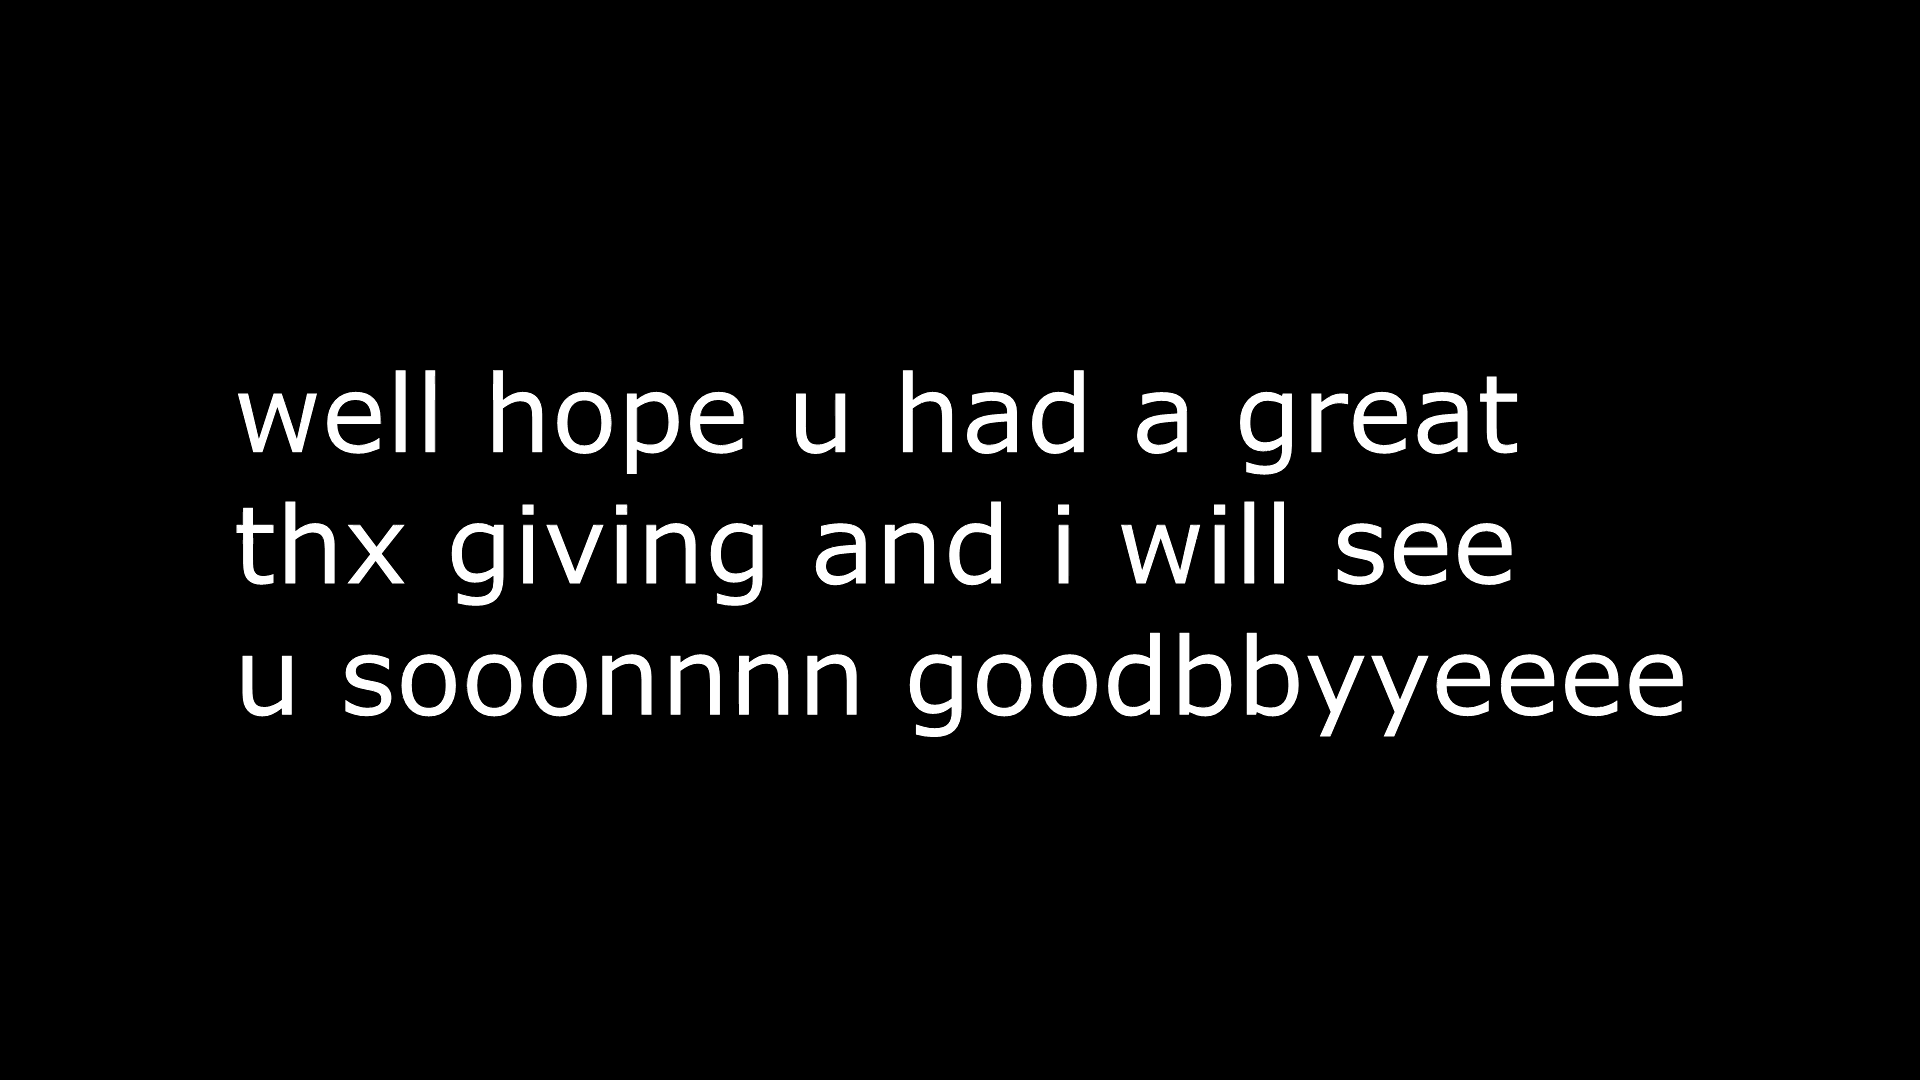 well hope u had a great
thx giving and i will see
u sooonnnn goodbbyyeeee